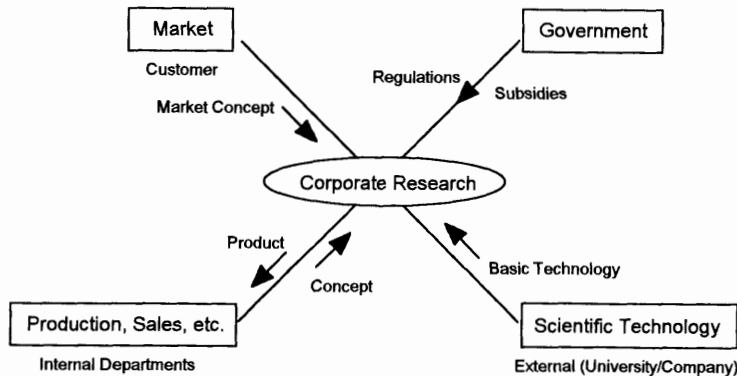 Market
Government
Customer
Regulations
Subsidies
Market Concept
Corporate Research
Product
Concept
Basic Technology
Production, Sales, etc.
Scientific Technology
Internal Departments
External (University/Company)